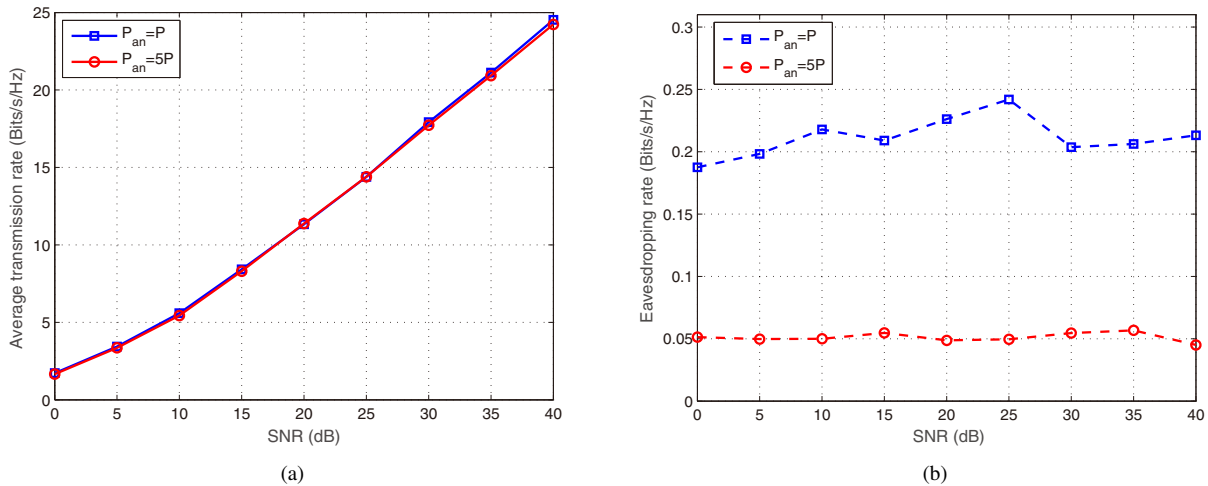 25
20
15
10
5
0
Average transmission rate (Bits/s/Hz)
P_an=P
P_an=5P
0 5 10 15 20 25 30 35 40
SNR (dB)
(a)
0.3
0.25
0.2
0.15
0.1
0.05
0
Eavesdropping rate (Bits/s/Hz)
P_an=P
P_an=5P
0 5 10 15 20 25 30 35 40
SNR (dB)
(b)